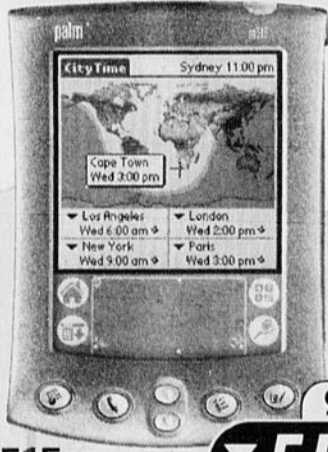 palm
CityTime Sydney 11:00 pm
Cape Town
Wed 3:00 pm
Los Angeles
Wed 6:00 am
London
Wed 2:00 pm
New York
Wed 9:00 am
Paris
Wed 3:00 pm